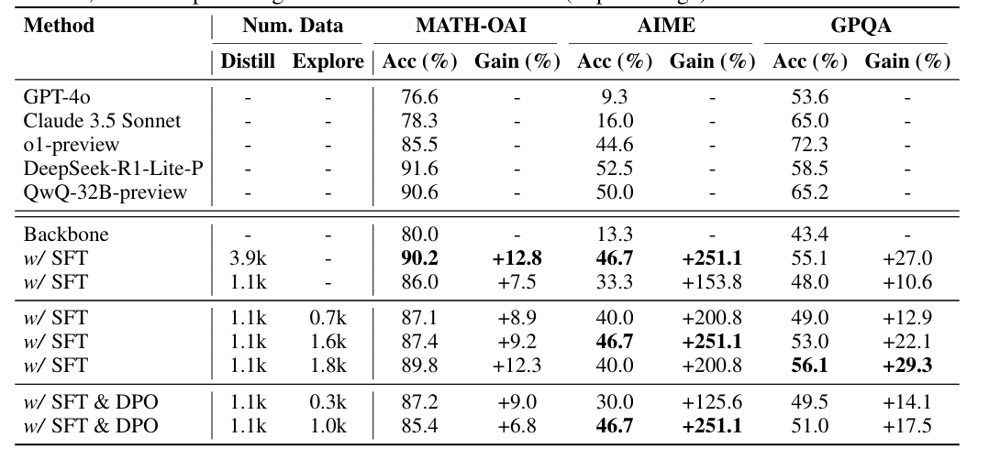 Method Num. Data MATH-OAI AIME GPQA
Distill Explore Acc (%) Gain (%) Acc (%) Gain (%) Acc (%) Gain (%)
GPT-4o - - 76.6 - 9.3 - 53.6 -
Claude 3.5 Sonnet - - 78.3 - 16.0 - 65.0 -
o1-preview - - 85.5 - 44.6 - 72.3 -
DeepSeek-R1-Lite-P - - 91.6 - 52.5 - 58.5 -
QwQ-32B-preview - - 90.6 - 50.0 - 65.2 -
Backbone - - 80.0 - 13.3 - 43.4 -
w/ SFT 3.9k - 90.2 +12.8 46.7 +251.1 55.1 +27.0
w/ SFT 1.1k - 86.0 +7.5 33.3 +153.8 48.0 +10.6
w/ SFT 1.1k 0.7k 87.1 +8.9 40.0 +200.8 49.0 +12.9
w/ SFT 1.1k 1.6k 87.4 +9.2 46.7 +251.1 53.0 +22.1
w/ SFT 1.1k 1.8k 89.8 +12.3 40.0 +200.8 56.1 +29.3
w/ SFT & DPO 1.1k 0.3k 87.2 +9.0 30.0 +125.6 49.5 +14.1
w/ SFT & DPO 1.1k 1.0k 85.4 +6.8 46.7 +251.1 51.0 +17.5